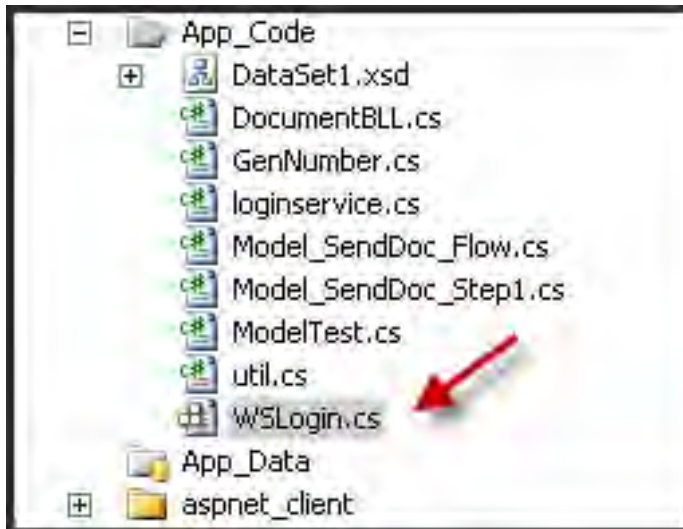 App_Code
DataSet1.xsd
DocumentBLL.cs
GenNumber.cs
loginservice.cs
Model_SendDoc_Flow.cs
Model_SendDoc_Step1.cs
ModelTest.cs
util.cs
WSLogin.cs
App_Data
aspnet_client